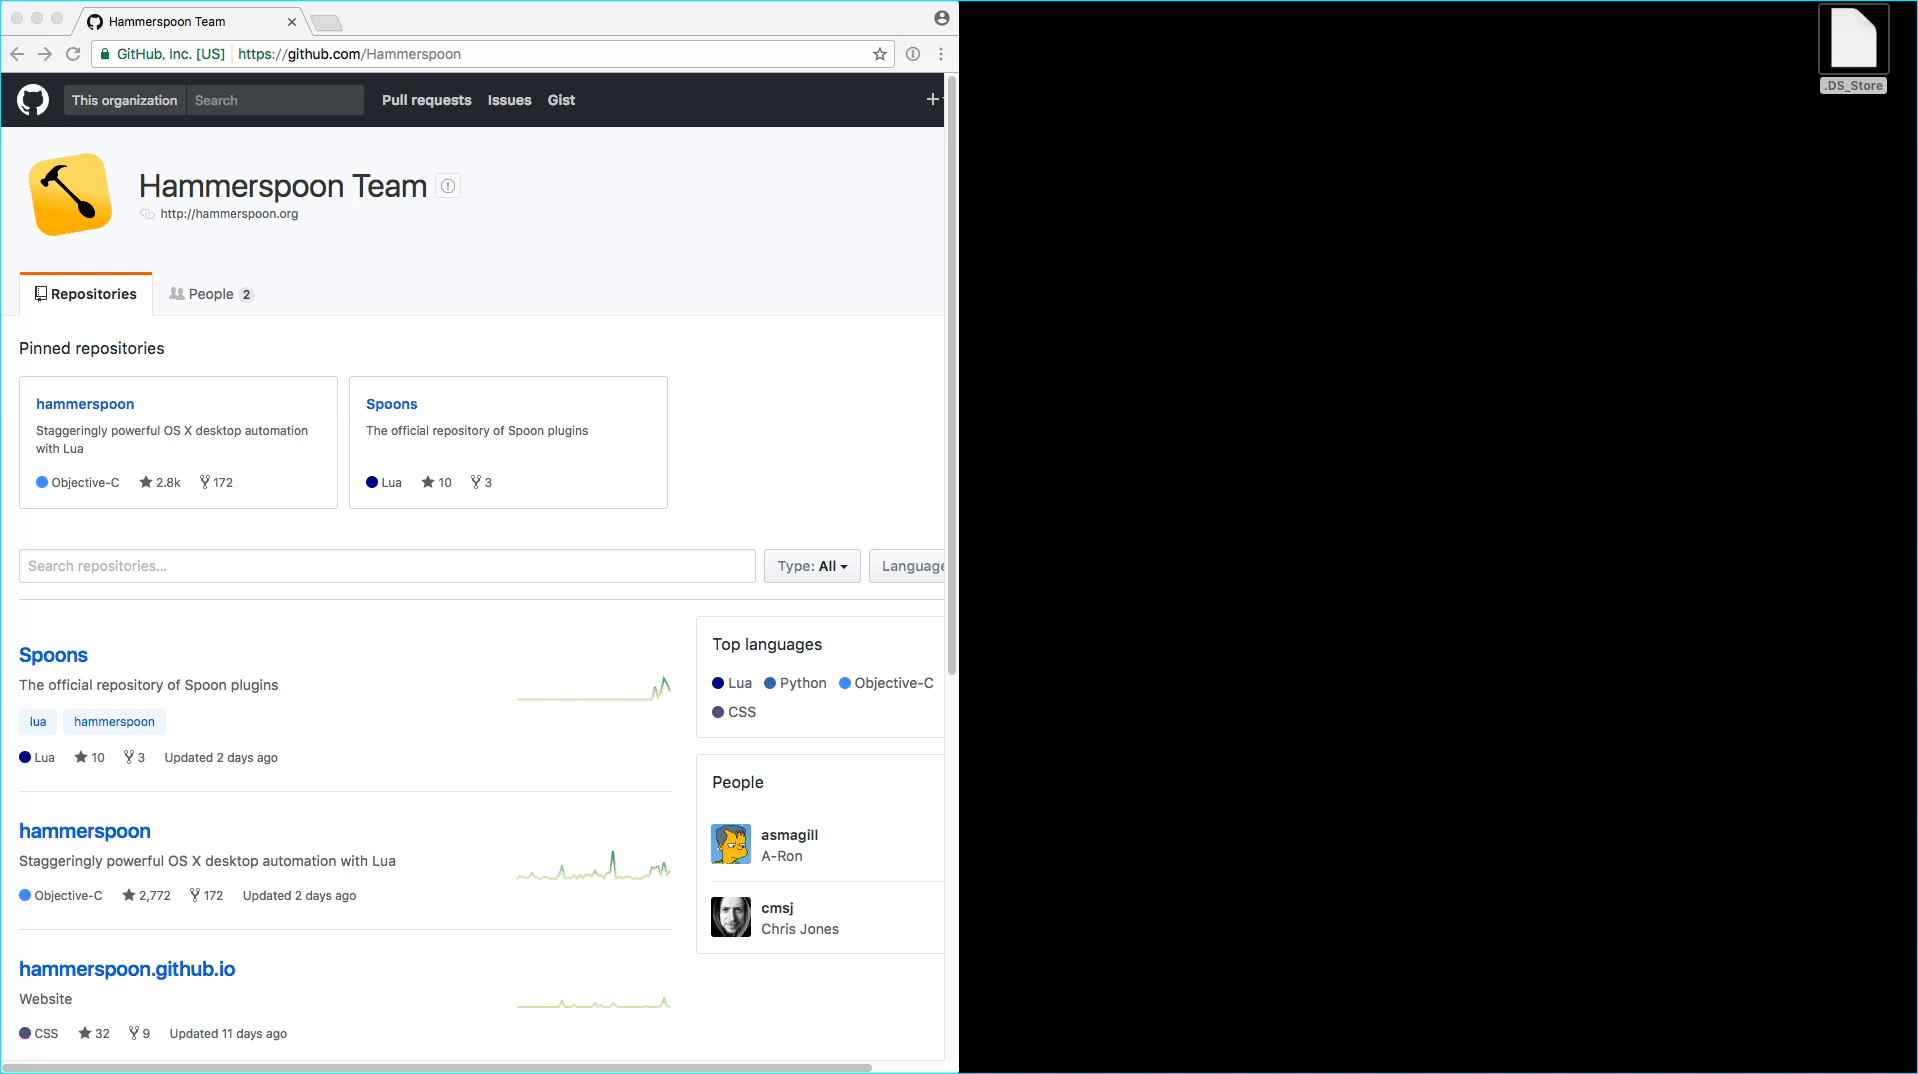 Hammerspoon Team
.DS_Store
GitHub, Inc. [US] https://github.com/Hammerspoon
This organization Search Pull requests Issues Gist
Hammerspoon Team
http://hammerspoon.org
Repositories People 2
Pinned repositories
hammerspoon
Staggeringly powerful OS X desktop automation
with Lua
Objective-C 2.8k 172
Spoons
The official repository of Spoon plugins
Lua 10 3
Search repositories... Type: All Language
Spoons
The official repository of Spoon plugins
lua hammerspoon
Lua 10 3 Updated 2 days ago
hammerspoon
Staggeringly powerful OS X desktop automation with Lua
Objective-C 2,772 172 Updated 2 days ago
hammerspoon.github.io
Website
CSS 32 9 Updated 11 days ago
Top languages
Lua Python Objective-C
CSS
People
asmagill
A-Ron
cmsj
Chris Jones